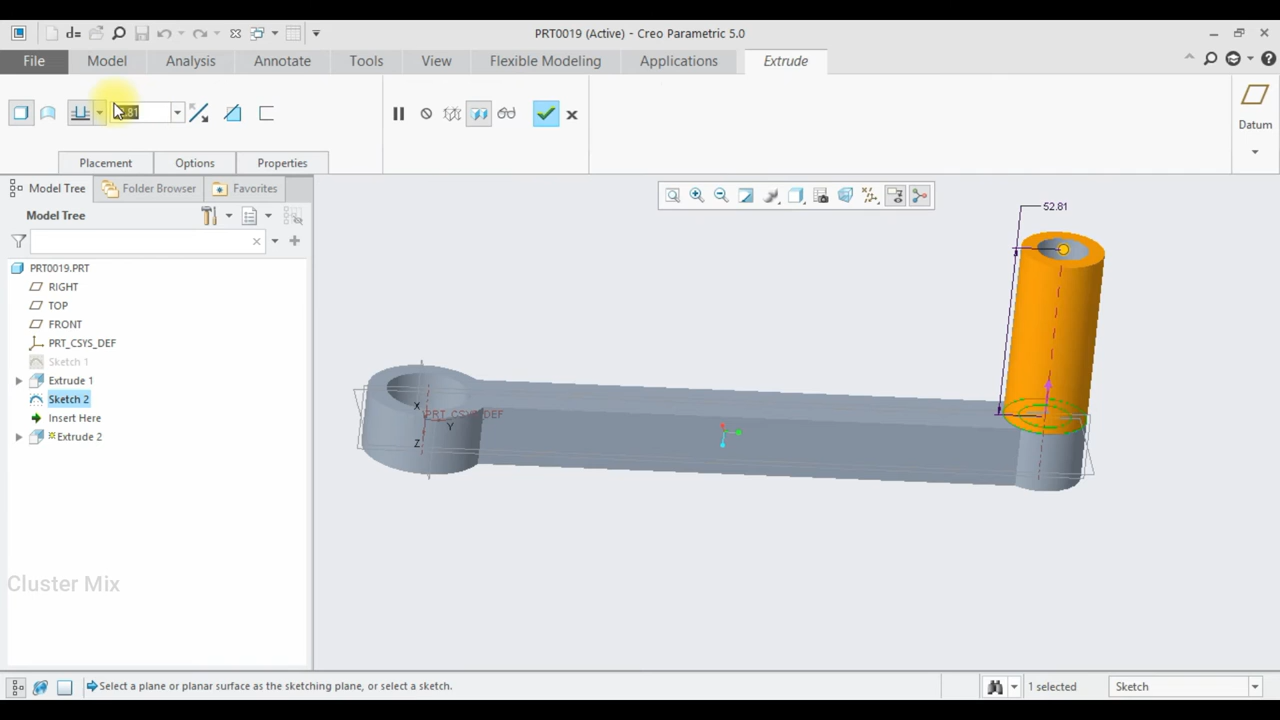 PRT0019 (Active) - Creo Parametric 5.0
File Model Analysis Annotate Tools View Flexible Modeling Applications Extrude
Placement Options Properties
Datum
Model Tree Folder Browser Favorites
Model Tree
PRT0019.PRT
RIGHT
TOP
FRONT
PRT_CSYS_DEF
Sketch 1
Extrude 1
Sketch 2
Insert Here
Extrude 2
52.81
X
PRT_CSYS_DEF
Y
Z
Cluster Mix
Select a plane or planar surface as the sketching plane, or select a sketch.
1 selected
Sketch